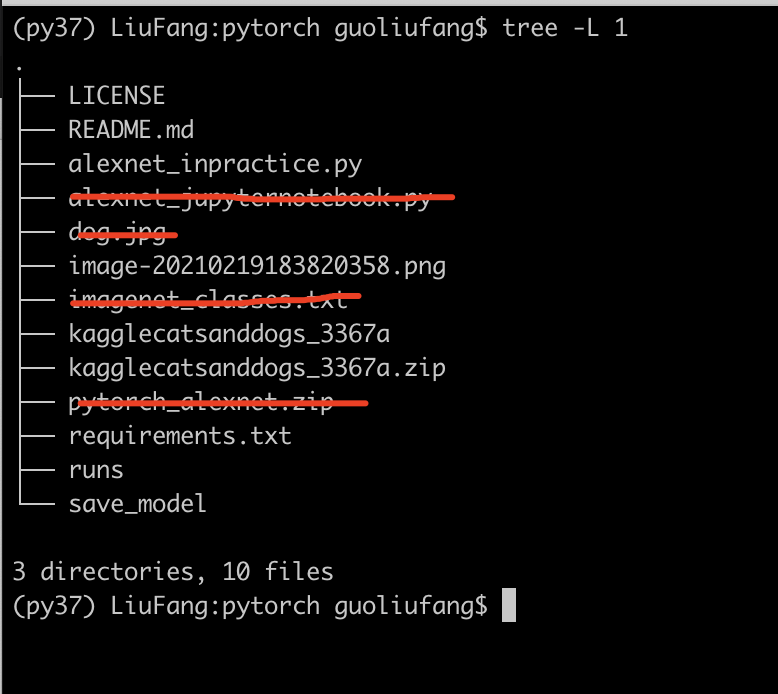 (py37) LiuFang:pytorch guoliufang$ tree -L 1
.
├── LICENSE
├── README.md
├── alexnet_inpractice.py
├── alexnet_jupyternotebook.py
├── dog.jpg
├── image-20210219183820358.png
├── imagenet_classes.txt
├── kagglecatsanddogs_3367a
├── kagglecatsanddogs_3367a.zip
├── pytorch_alexnet.zip
├── requirements.txt
├── runs
└── save_model
3 directories, 10 files
(py37) LiuFang:pytorch guoliufang$